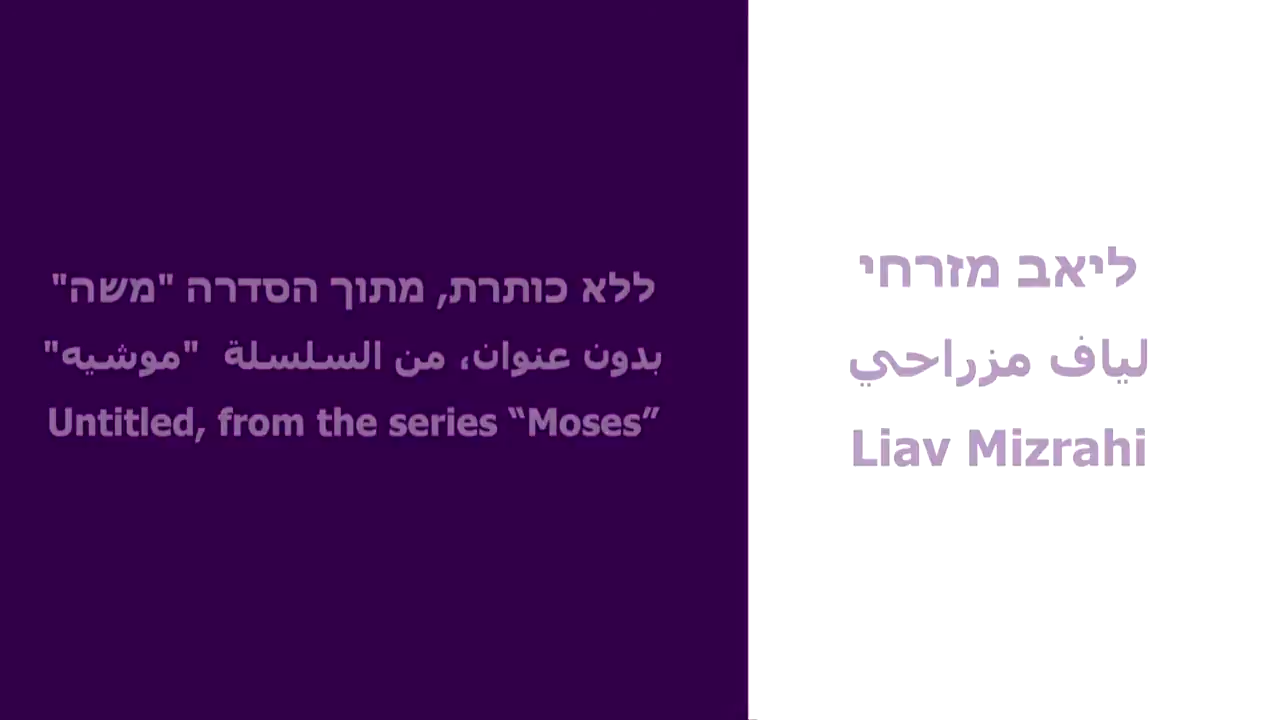 ללא כותרת, מתוך הסדרה "משה"
بدون عنوان، من السلسلة "موشيه"
Untitled, from the series “Moses”
ליאב מזרחי
لياف مزراحي
Liav Mizrahi